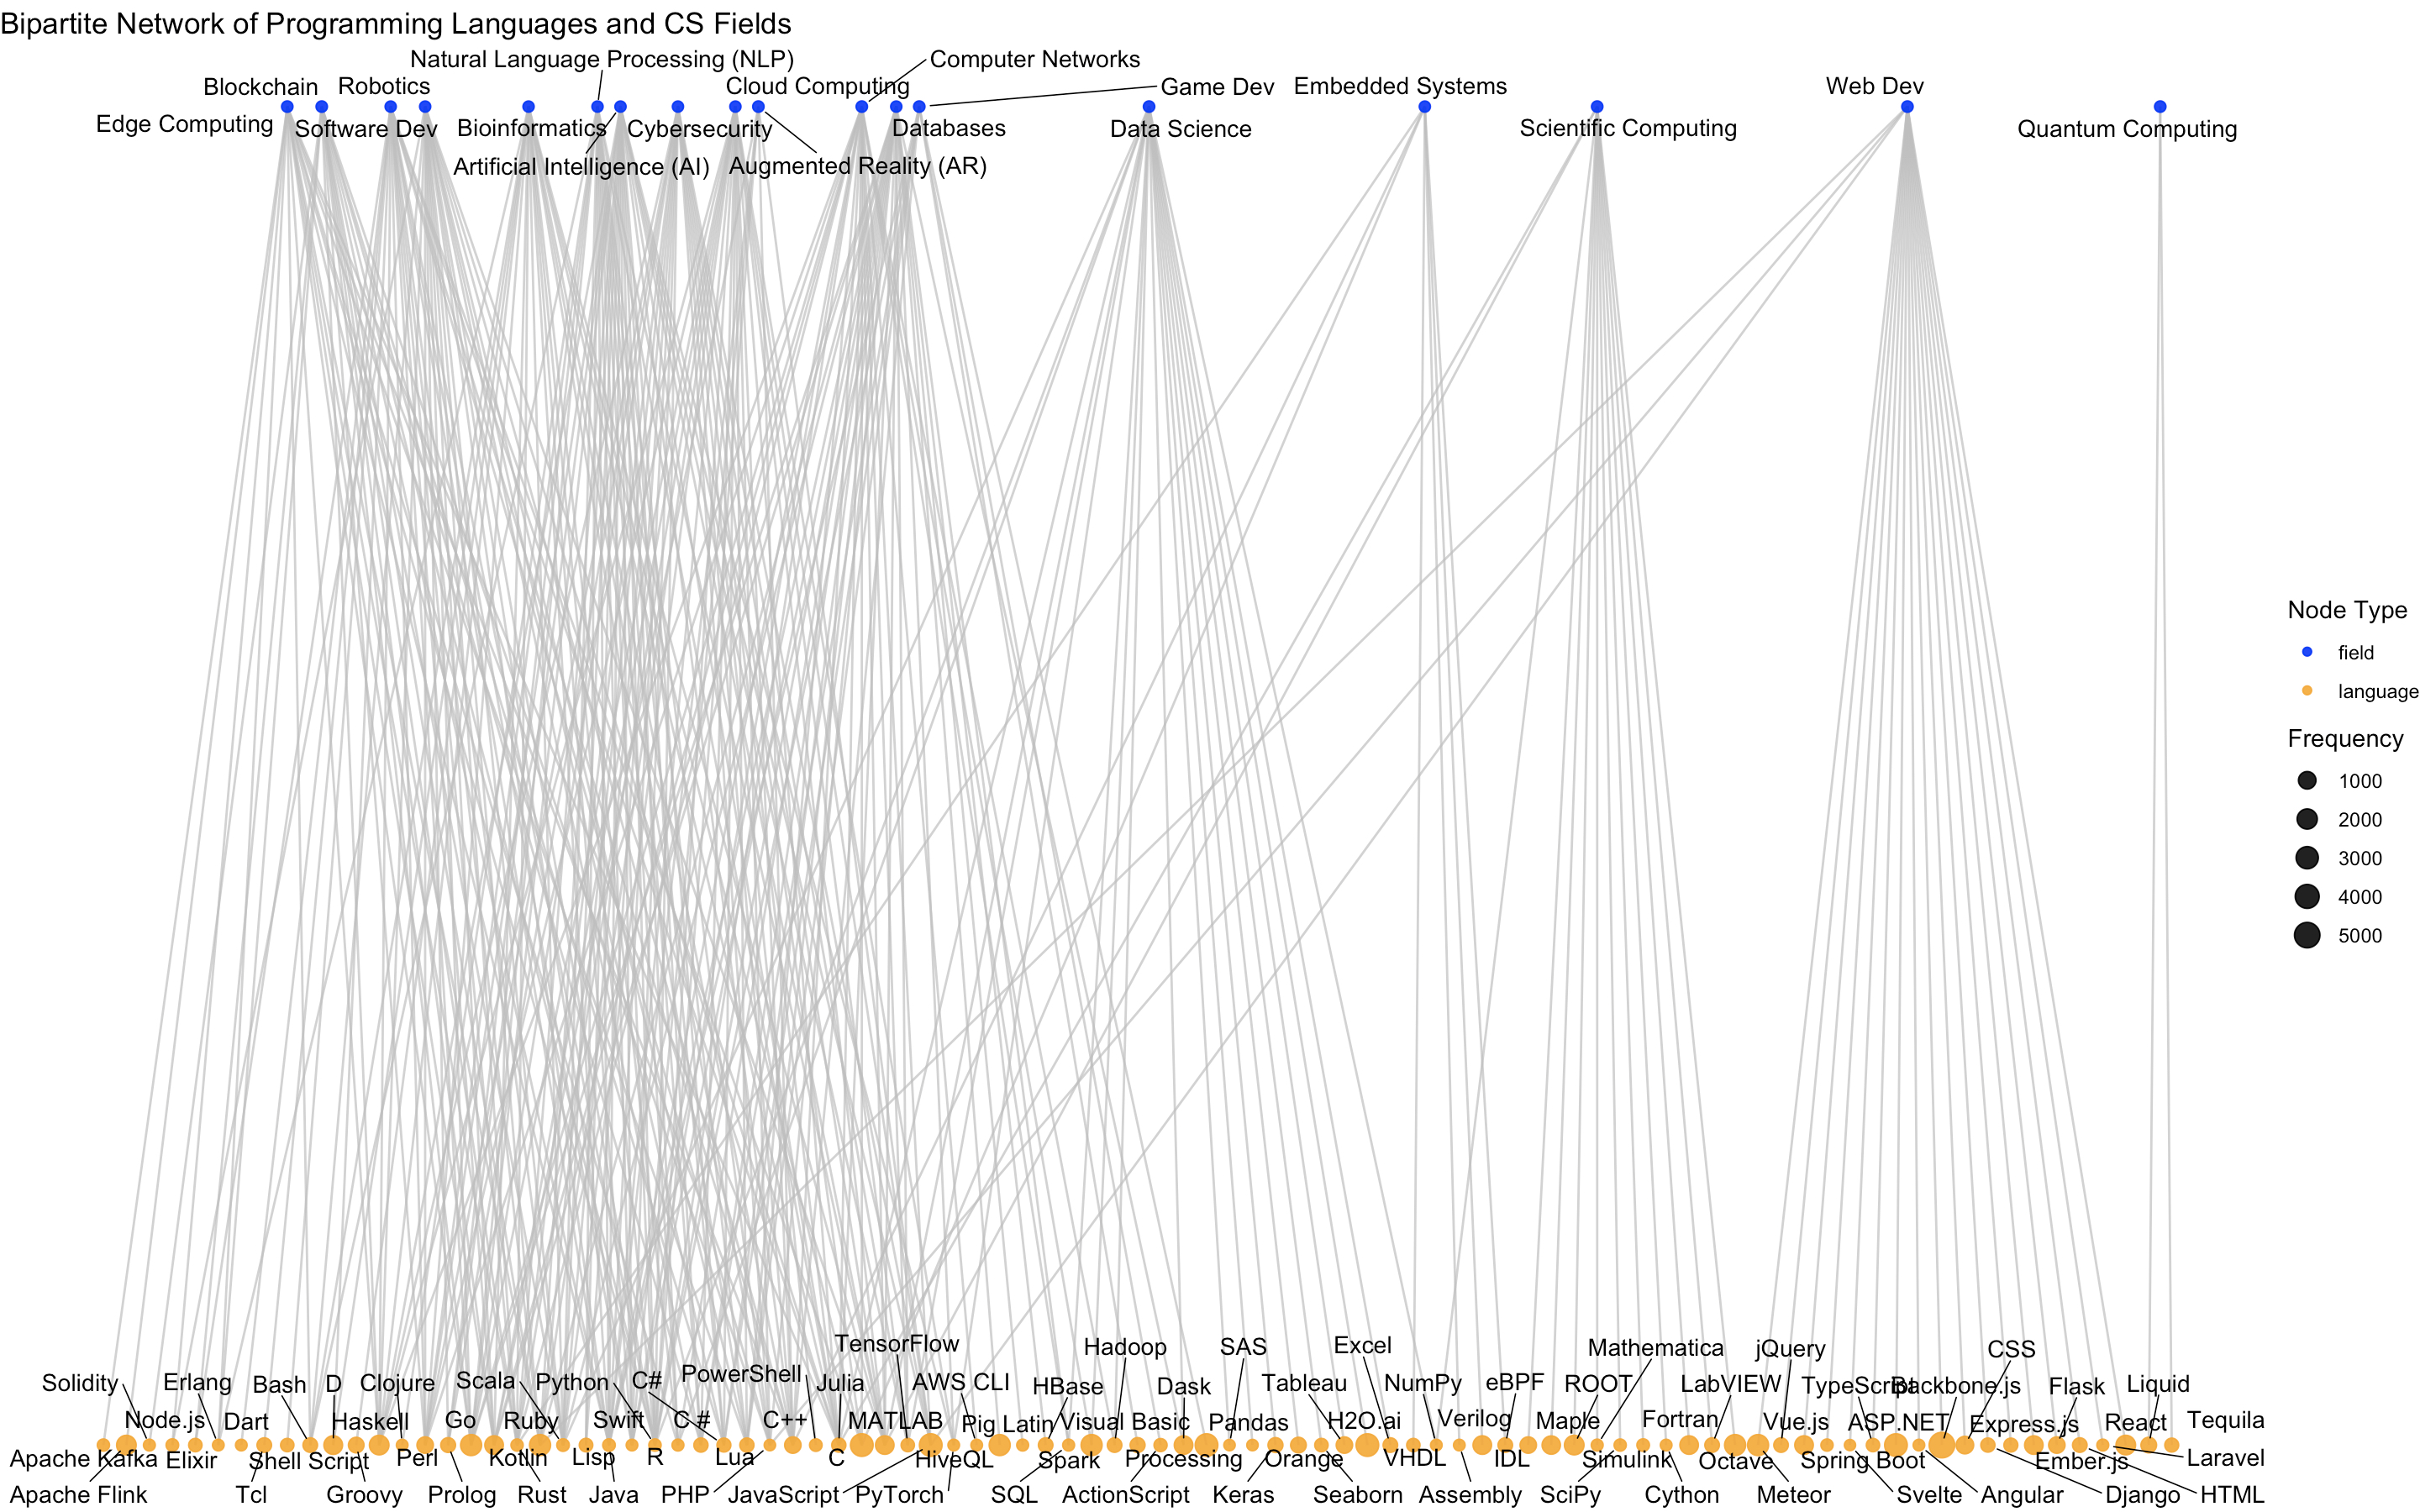 Bipartite Network of Programming Languages and CS Fields
Natural Language Processing (NLP)
Computer Networks
Blockchain
Robotics
Cloud Computing
Game Dev
Embedded Systems
Web Dev
Edge Computing
Software Dev
Bioinformatics
Cybersecurity
Databases
Data Science
Scientific Computing
Quantum Computing
Artificial Intelligence (AI)
Augmented Reality (AR)
Node Type
field
language
Frequency
1000
2000
3000
4000
5000
TensorFlow
Hadoop
SAS
Excel
Mathematica
jQuery
CSS
Solidity
Erlang
Bash
D
Clojure
Scala
Python
C#
PowerShell
Julia
AWS CLI
HBase
Dask
Tableau
NumPy
eBPF
ROOT
LabVIEW
TypeScript
Backbone.js
Flask
Liquid
Node.js
Dart
Haskell
Go
Ruby
Swift
C #
C++
MATLAB
Pig Latin
Visual Basic
Pandas
H2O.ai
Verilog
Maple
Fortran
Vue.js
ASP.NET
Express.js
React
Tequila
Apache Kafka
Elixir
Shell Script
Perl
Kotlin
Lisp
R
Lua
C
HiveQL
Spark
Processing
Orange
VHDL
IDL
Simulink
Octave
Spring Boot
Ember.js
Laravel
Apache Flink
Tcl
Groovy
Prolog
Rust
Java
PHP
JavaScript
PyTorch
SQL
ActionScript
Keras
Seaborn
Assembly
SciPy
Cython
Meteor
Svelte
Angular
Django
HTML